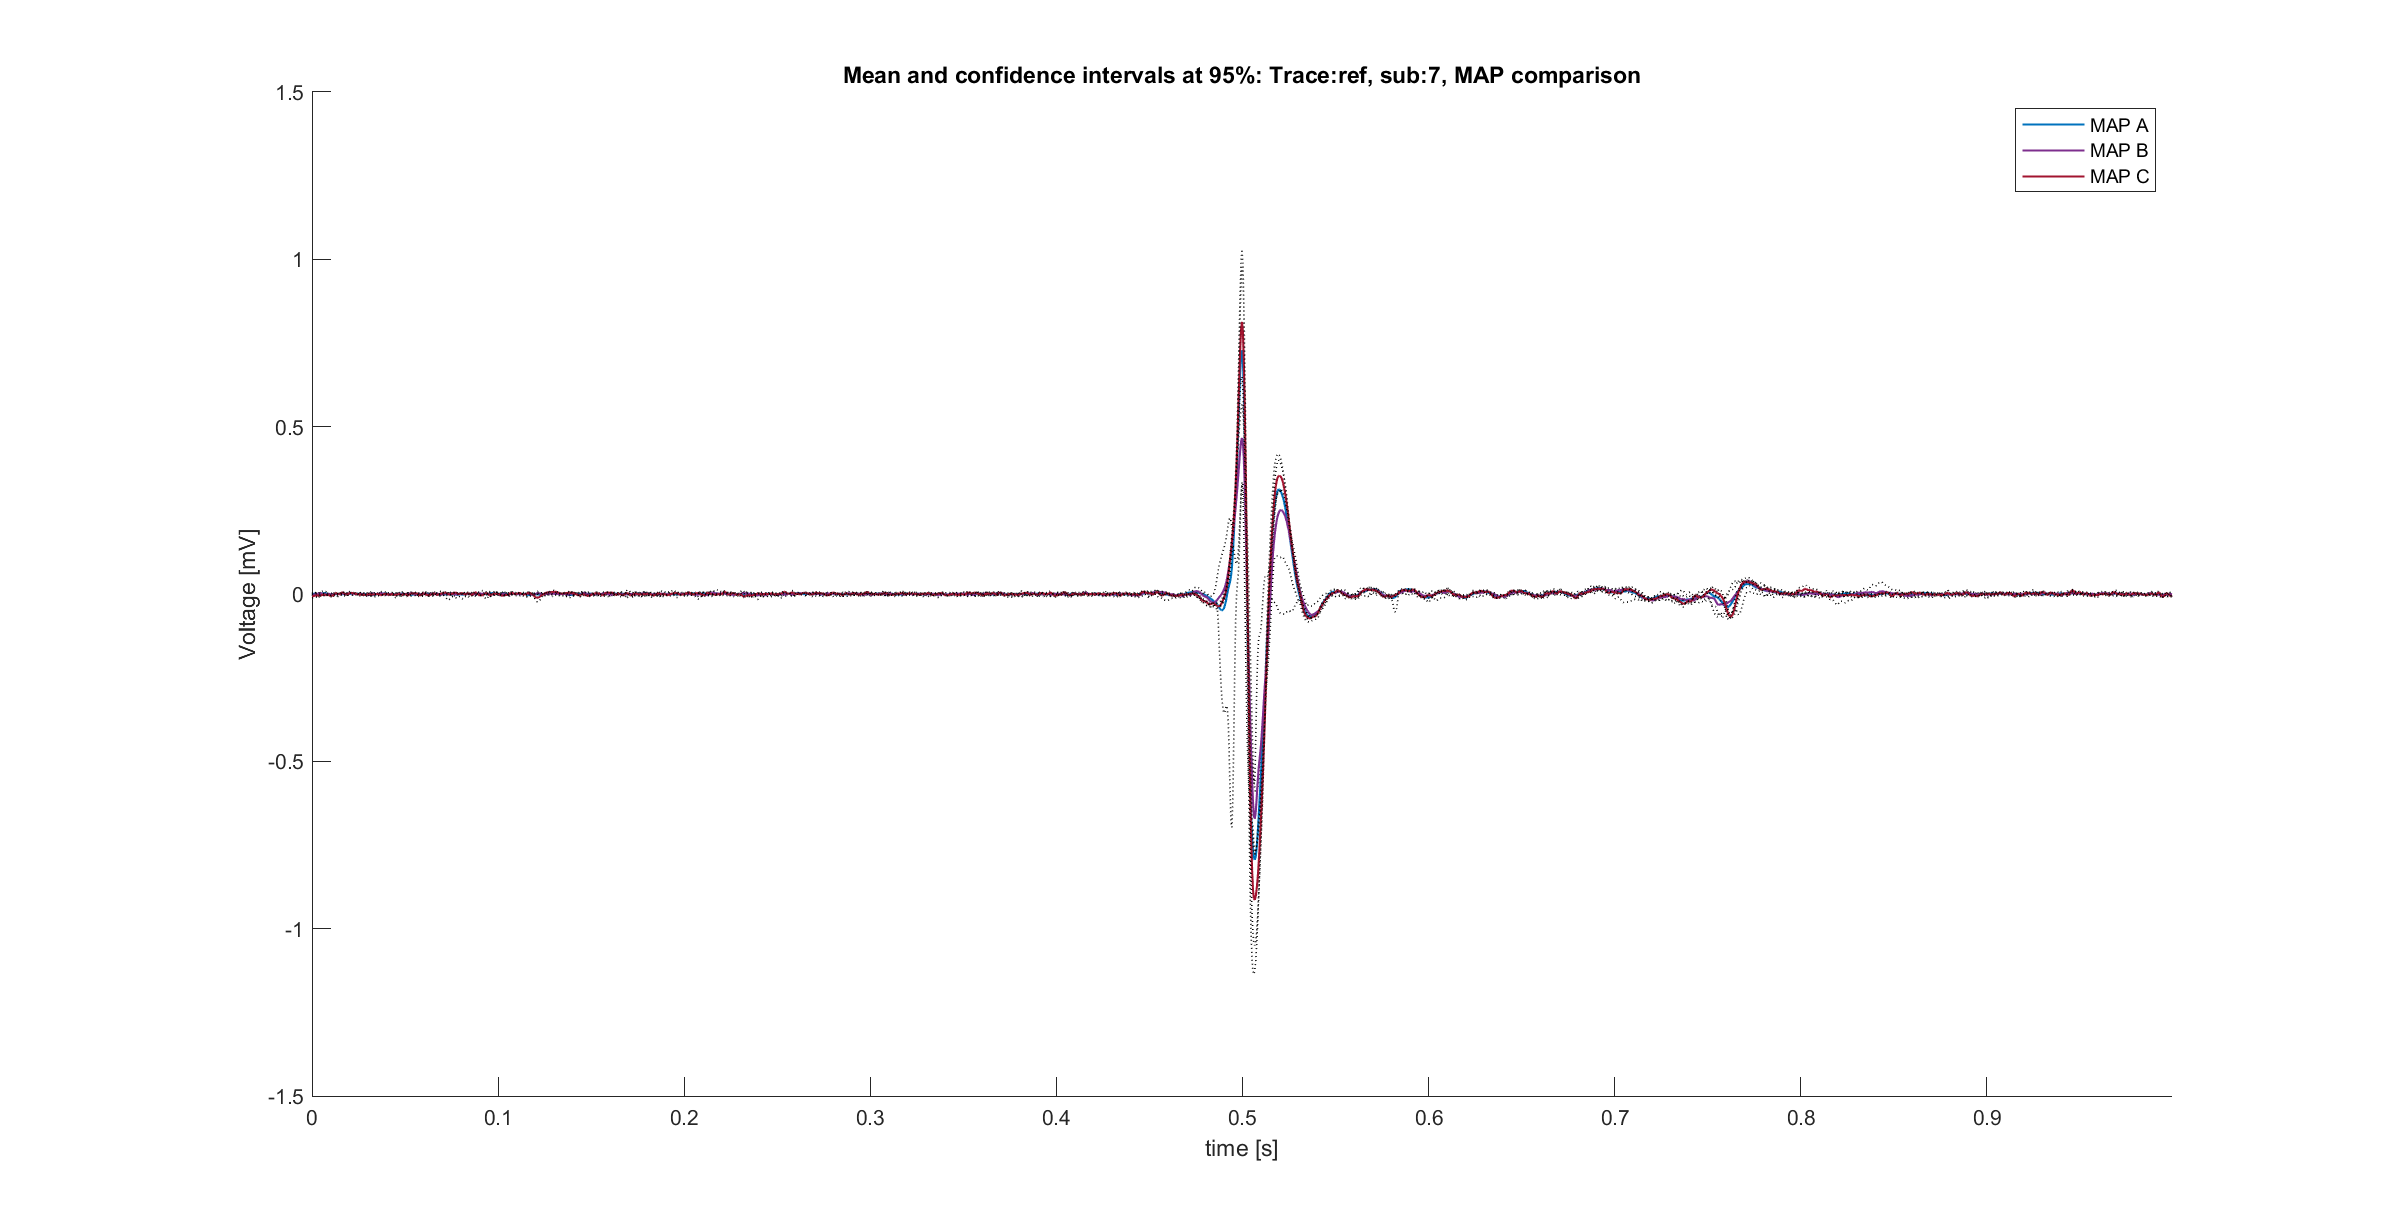 Mean and confidence intervals at 95%: Trace:ref, sub:7, MAP comparison
1.5
1
0.5
0
-0.5
-1
-1.5
Voltage [mV]
MAP A
MAP B
MAP C
0 0.1 0.2 0.3 0.4 0.5 0.6 0.7 0.8 0.9
time [s]